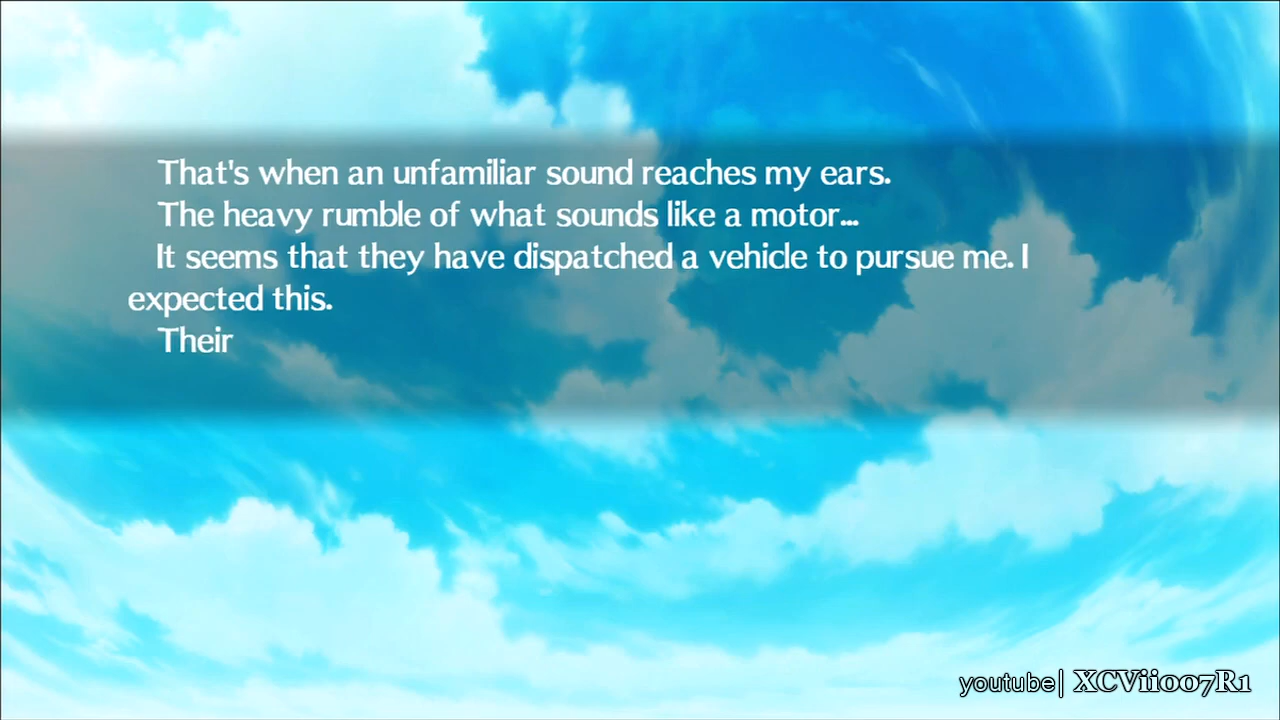 That's when an unfamiliar sound reaches my ears.
The heavy rumble of what sounds like a motor...
It seems that they have dispatched a vehicle to pursue me. I
expected this.
Their
youtube| XCViii007R1